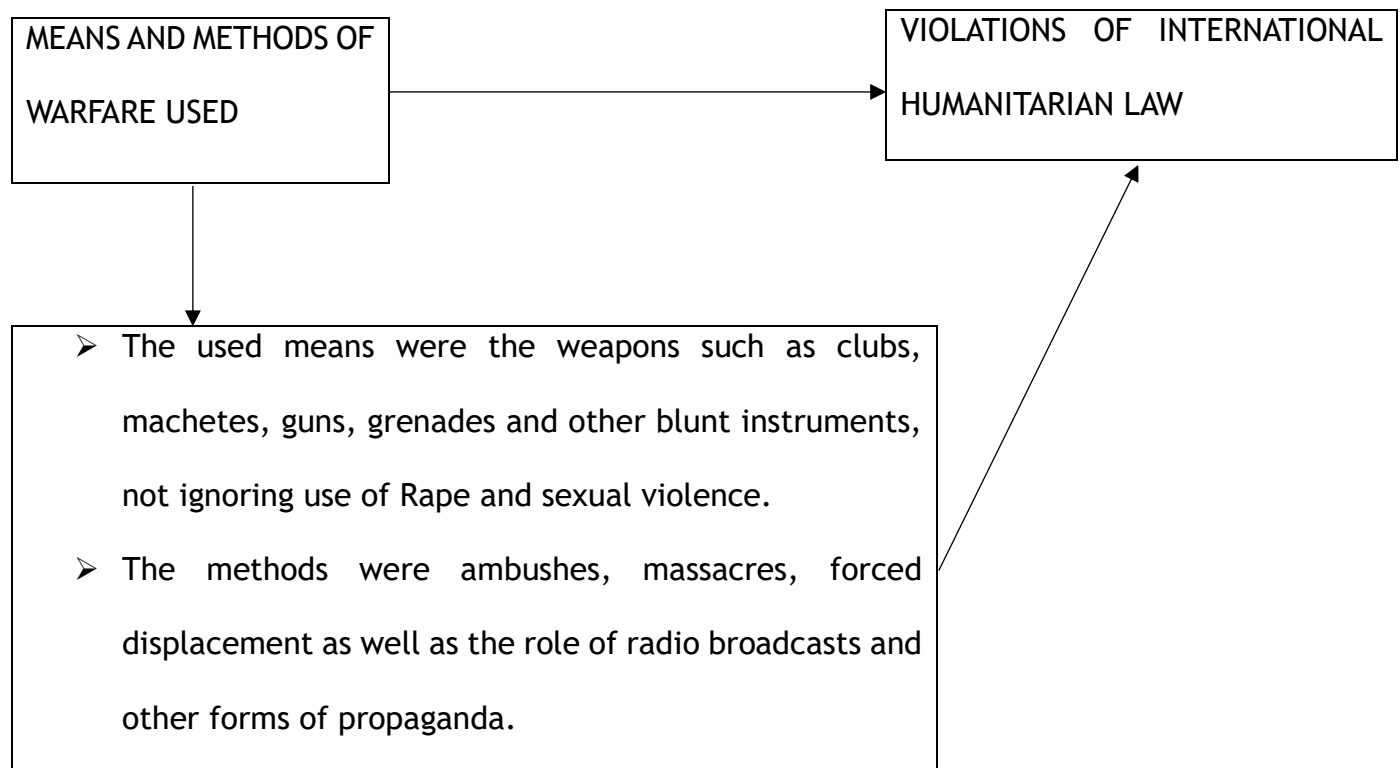 MEANS AND METHODS OF
WARFARE USED
VIOLATIONS OF INTERNATIONAL
HUMANITARIAN LAW
➢ The used means were the weapons such as clubs,
machetes, guns, grenades and other blunt instruments,
not ignoring use of Rape and sexual violence.
➢ The methods were ambushes, massacres, forced
displacement as well as the role of radio broadcasts and
other forms of propaganda.